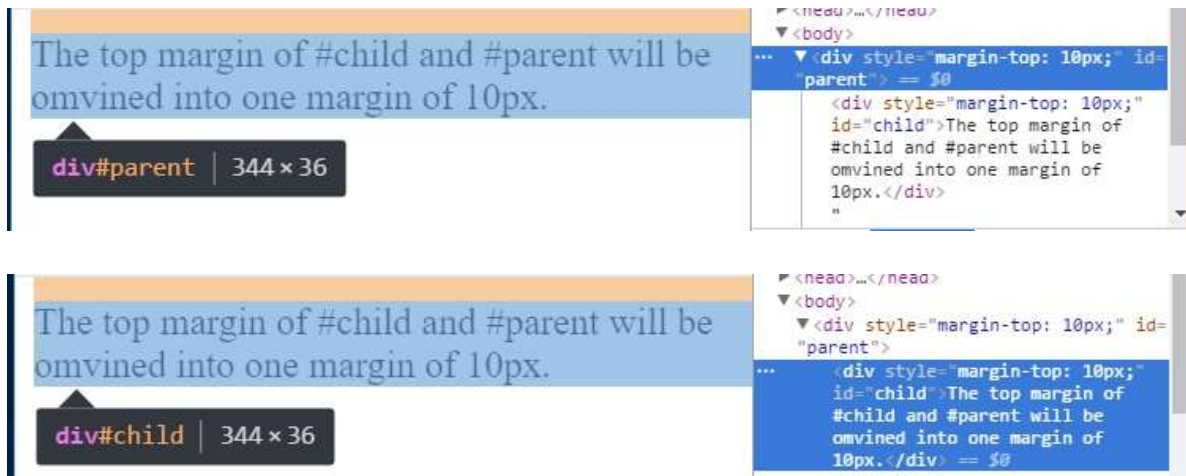 ▶<head>…</head>
▼<body>
The top margin of #child and #parent will be
omvined into one margin of 10px.
div#parent | 344 × 36
… ▼<div style="margin-top: 10px;" id=
"parent"> == $0
<div style="margin-top: 10px;"
id="child">The top margin of
#child and #parent will be
omvined into one margin of
10px.</div>
"
▶<head>…</head>
▼<body>
The top margin of #child and #parent will be
omvined into one margin of 10px.
div#child | 344 × 36
▼<div style="margin-top: 10px;" id=
"parent">
… <div style="margin-top: 10px;"
id="child">The top margin of
#child and #parent will be
omvined into one margin of
10px.</div> == $0